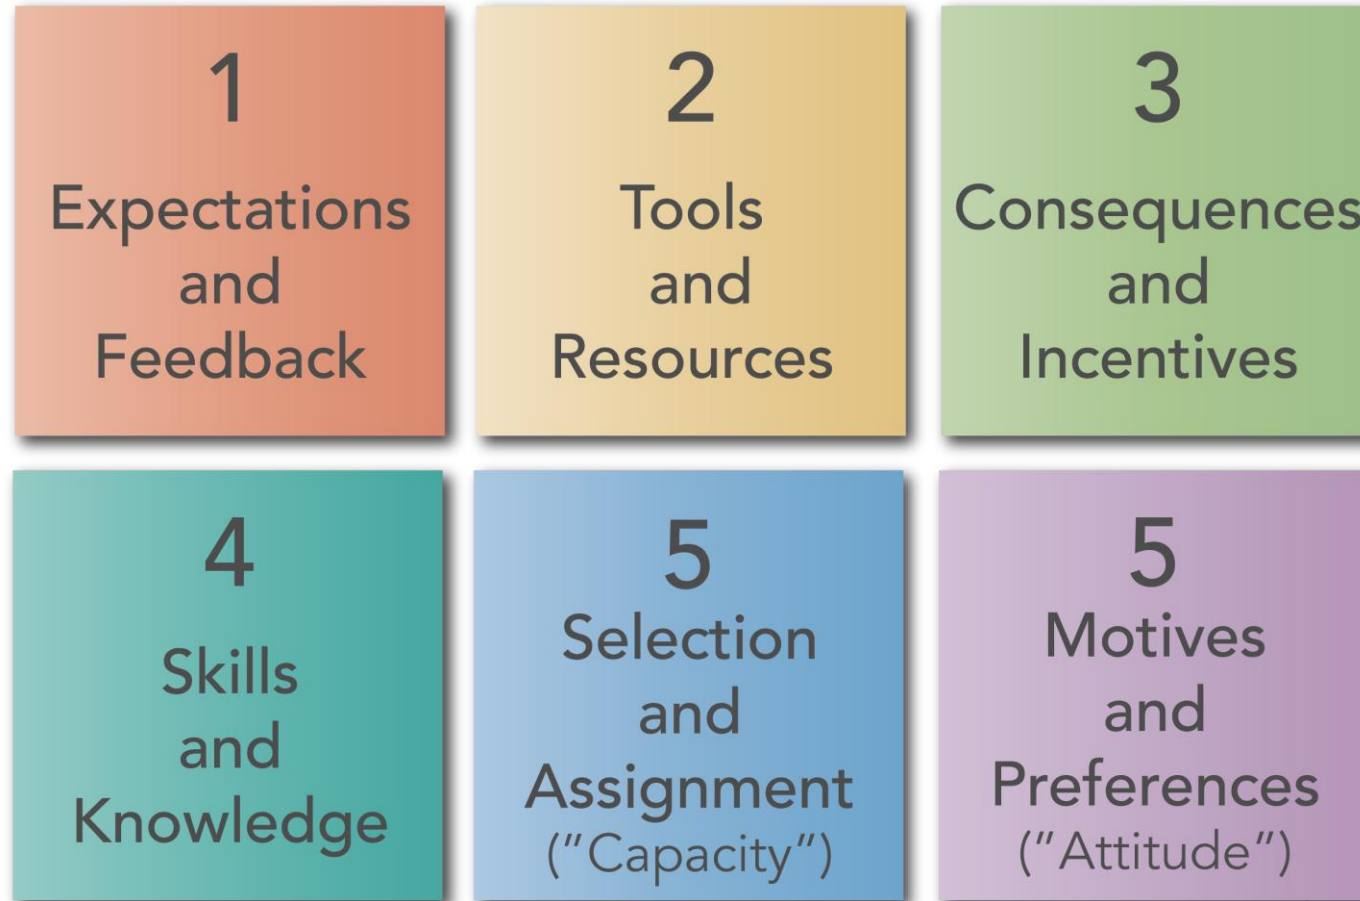 1
Expectations
and
Feedback
2
Tools
and
Resources
3
Consequences
and
Incentives
4
Skills
and
Knowledge
5
Selection
and
Assignment
("Capacity")
5
Motives
and
Preferences
("Attitude")